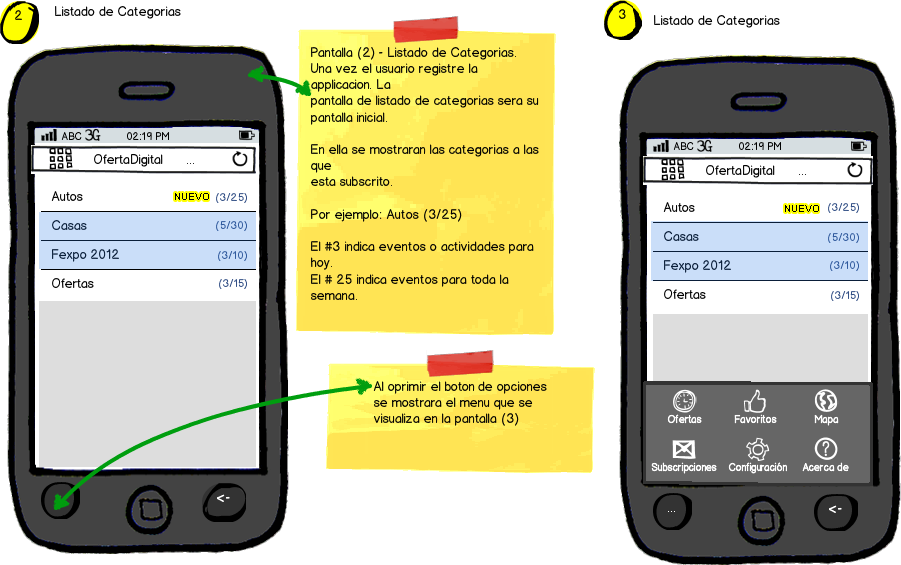 2
Listado de Categorias
ABC 3G 02:19 PM
OfertaDigital ...
Autos NUEVO (3/25)
Casas (5/30)
Fexpo 2012 (3/10)
Ofertas (3/15)
<-
Pantalla (2) - Listado de Categorias.
Una vez el usuario registre la
applicacion. La
pantalla de listado de categorias sera su
pantalla inicial.
En ella se mostraran las categorias a las
que
esta subscrito.
Por ejemplo: Autos (3/25)
El #3 indica eventos o actividades para
hoy.
El # 25 indica eventos para toda la
semana.
Al oprimir el boton de opciones
se mostrara el menu que se
visualiza en la pantalla (3)
3
Listado de Categorias
ABC 3G 02:19 PM
OfertaDigital ...
Autos NUEVO (3/25)
Casas (5/30)
Fexpo 2012 (3/10)
Ofertas (3/15)
Ofertas Favoritos Mapa
Subscripciones Configuración Acerca de
... <-